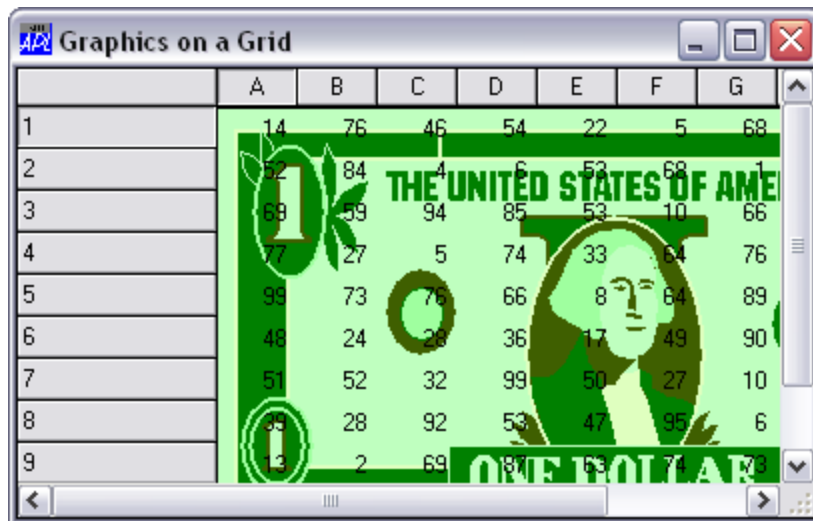 APL Graphics on a Grid
A B C D E F G
1 14 76 46 54 22 5 68
2 52 84 4 6 53 68 1
1 THE UNITED STATES OF AME
3 69 59 94 85 53 10 66
4 77 27 5 74 33 64 76
5 99 73 76 66 8 64 89
6 48 24 28 36 17 49 90
7 51 52 32 99 50 27 10
8 39 28 92 53 47 95 6
1
9 13 2 69 87 63 74 73
ONE DOLLAR